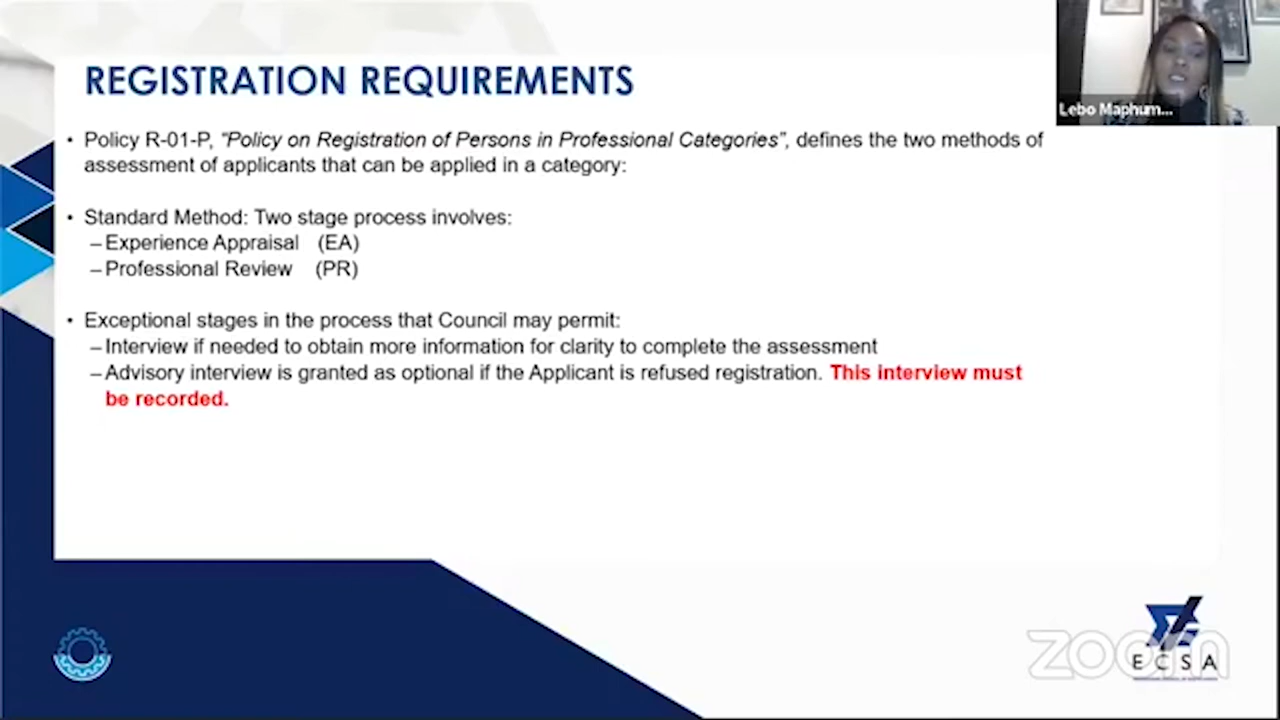 REGISTRATION REQUIREMENTS
Lebo Maphum...
• Policy R-01-P, "Policy on Registration of Persons in Professional Categories", defines the two methods of
assessment of applicants that can be applied in a category:
• Standard Method: Two stage process involves:
– Experience Appraisal (EA)
– Professional Review (PR)
• Exceptional stages in the process that Council may permit:
– Interview if needed to obtain more information for clarity to complete the assessment
– Advisory interview is granted as optional if the Applicant is refused registration. This interview must
be recorded.
zoom
ECSA